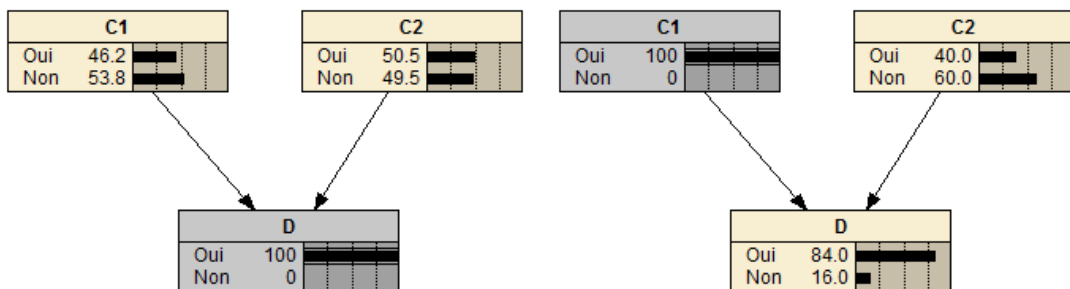 C1
Oui 46.2
Non 53.8
C2
Oui 50.5
Non 49.5
D
Oui 100
Non 0
C1
Oui 100
Non 0
C2
Oui 40.0
Non 60.0
D
Oui 84.0
Non 16.0